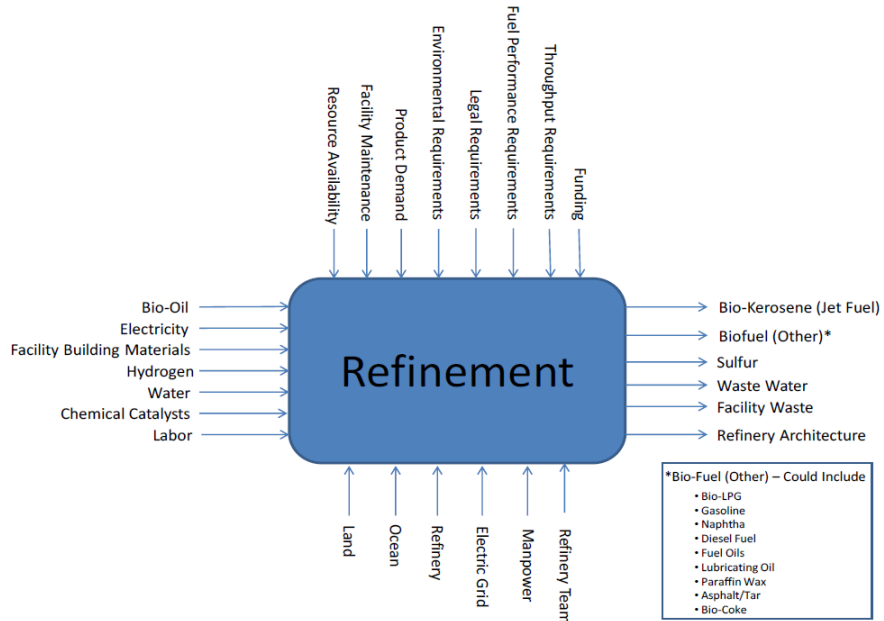 Resource Availability
Facility Maintenance
Product Demand
Environmental Requirements
Legal Requirements
Fuel Performance Requirements
Throughput Requirements
Funding
Bio-Oil
Electricity
Facility Building Materials
Hydrogen
Water
Chemical Catalysts
Labor
Refinement
Bio-Kerosene (Jet Fuel)
Biofuel (Other)*
Sulfur
Waste Water
Facility Waste
Refinery Architecture
Land
Ocean
Refinery
Electric Grid
Manpower
Refinery Team
*Bio-Fuel (Other) – Could Include
• Bio-LPG
• Gasoline
• Naphtha
• Diesel Fuel
• Fuel Oils
• Lubricating Oil
• Paraffin Wax
• Asphalt/Tar
• Bio-Coke